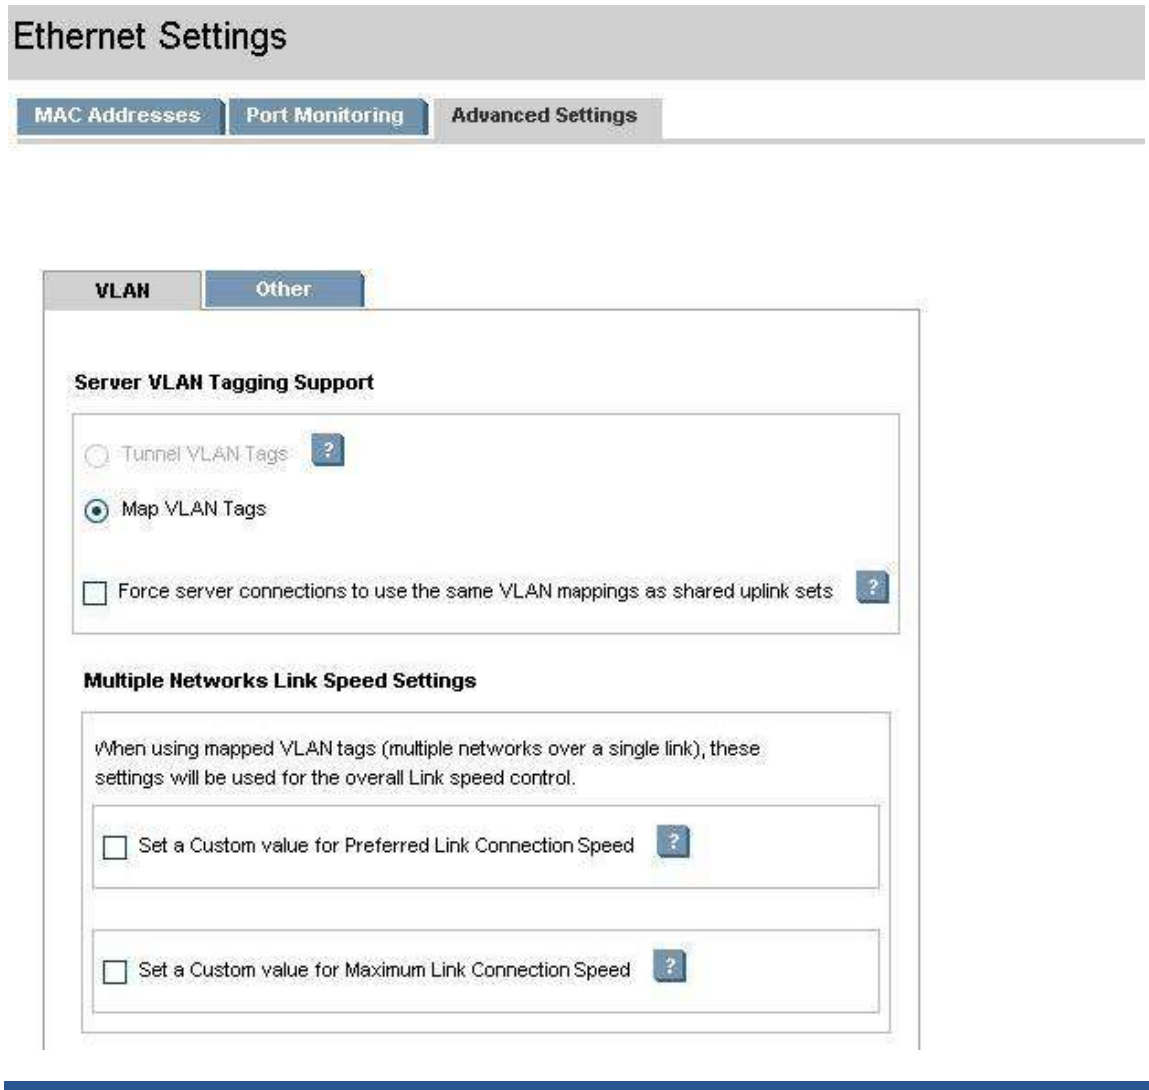 Ethernet Settings
MAC Addresses Port Monitoring Advanced Settings
VLAN Other
Server VLAN Tagging Support
Tunnel VLAN Tags ?
Map VLAN Tags
Force server connections to use the same VLAN mappings as shared uplink sets ?
Multiple Networks Link Speed Settings
When using mapped VLAN tags (multiple networks over a single link), these
settings will be used for the overall Link speed control.
Set a Custom value for Preferred Link Connection Speed ?
Set a Custom value for Maximum Link Connection Speed ?